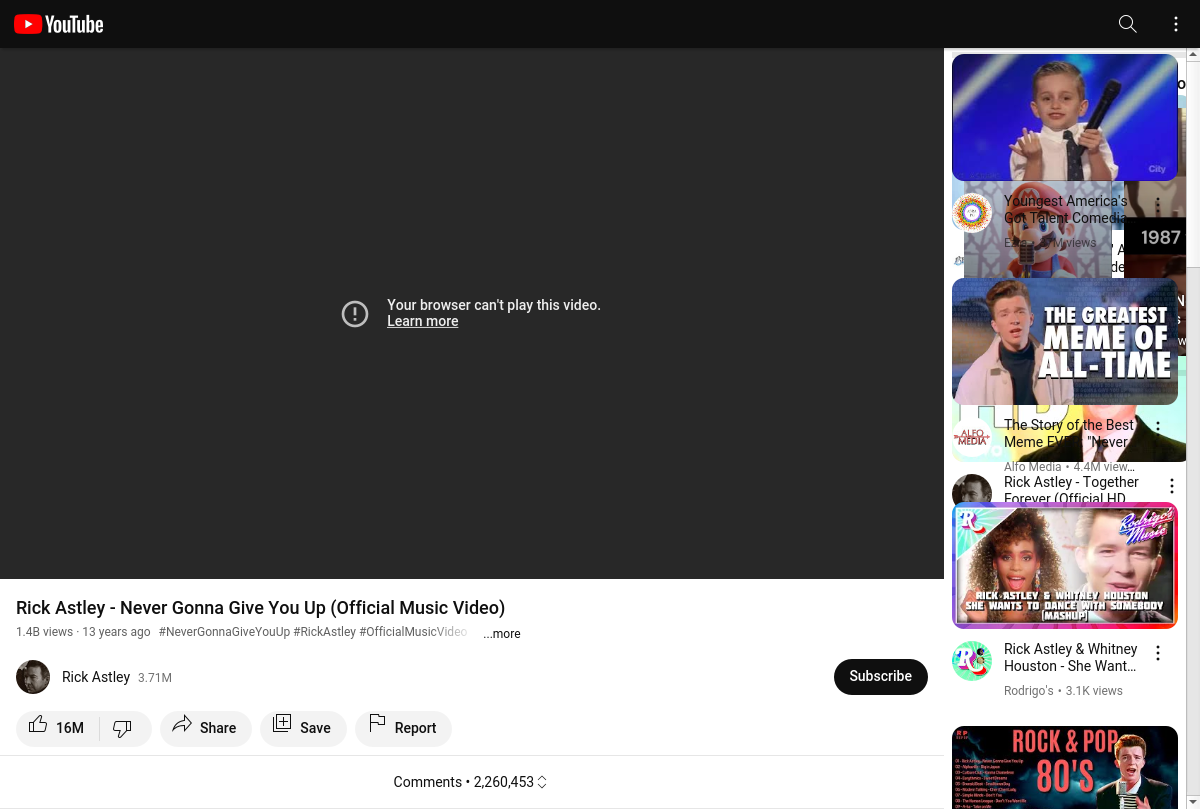 YouTube
Your browser can't play this video.
Learn more
Rick Astley - Never Gonna Give You Up (Official Music Video)
1.4B views · 13 years ago #NeverGonnaGiveYouUp #RickAstley #OfficialMusicVideo ...more
Rick Astley 3.71M
Subscribe
16M
Share
Save
Report
Comments • 2,260,453
City
Youngest America's
Got Talent Comedia
M views
1987
THE GREATEST
MEME OF
ALL-TIME
ALFO
MEDIA
The Story of the Best
Meme "Never
Alfo Media • 4.4M view...
Rick Astley - Together
Forever (Official HD
Rodrigo's
Music
RICK ASTLEY & WHITNEY HOUSTON
SHE WANTS TO DANCE WITH SOMEBODY
(MASHUP)
Rick Astley & Whitney
Houston - She Want...
Rodrigo's • 3.1K views
RP
ROCK & POP
80'S